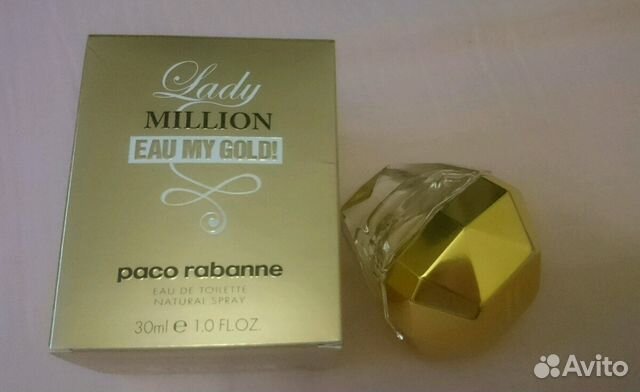 Lady
MILLION
EAU MY GOLD!
paco rabanne
EAU DE TOILETTE
NATURAL SPRAY
30ml e 1.0 FL.OZ.
Avito